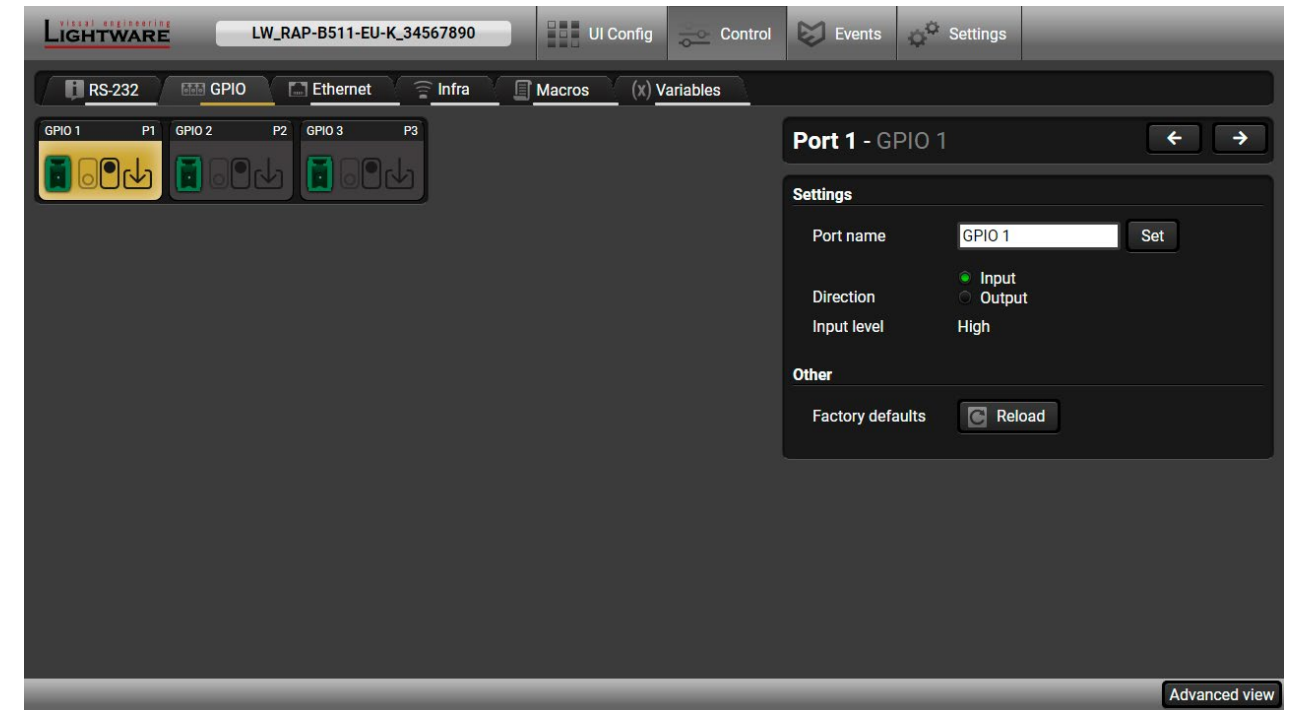 visual engineering
LIGHTWARE
LW_RAP-B511-EU-K_34567890
UI Config
Control
Events
Settings
RS-232
GPIO
Ethernet
Infra
Macros
(x) Variables
GPIO 1 P1
GPIO 2 P2
GPIO 3 P3
Port 1 - GPIO 1
Settings
Port name GPIO 1 Set
Input
Direction Output
Input level High
Other
Factory defaults Reload
Advanced view